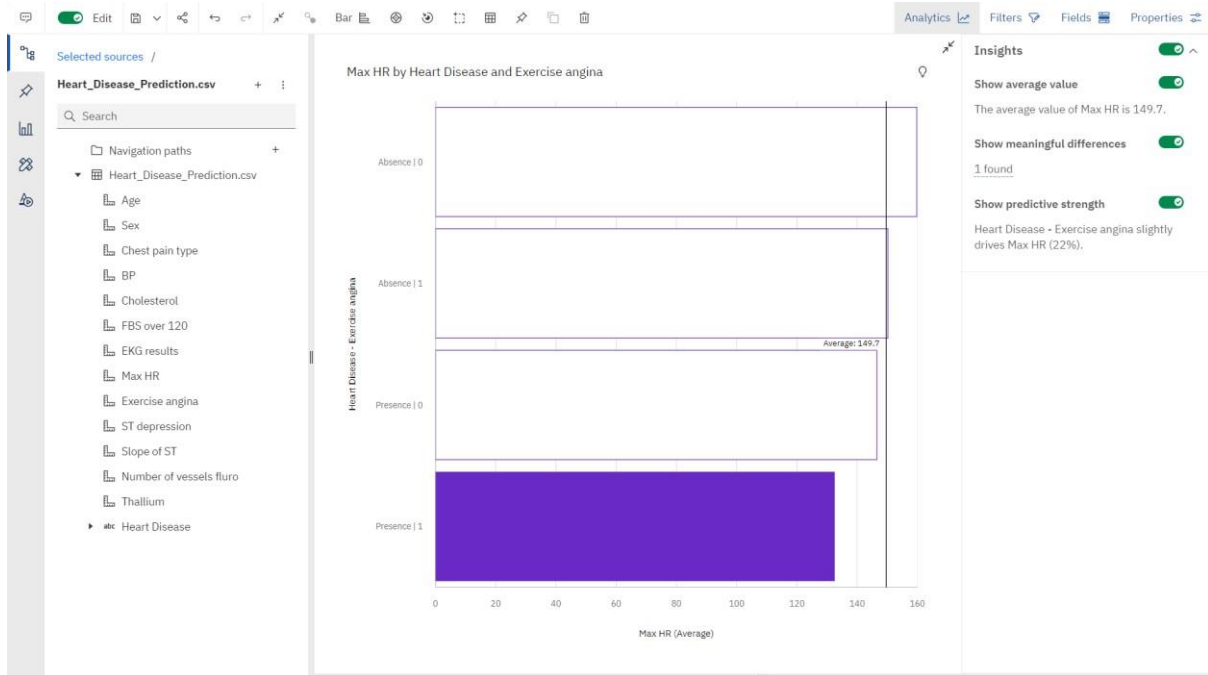 Edit
Bar
Analytics
Filters
Fields
Properties
Selected sources /
Heart_Disease_Prediction.csv
Search
Navigation paths
Heart_Disease_Prediction.csv
Age
Sex
Chest pain type
BP
Cholesterol
FBS over 120
EKG results
Max HR
Exercise angina
ST depression
Slope of ST
Number of vessels fluro
Thallium
abc Heart Disease
Max HR by Heart Disease and Exercise angina
Heart Disease - Exercise angina
Absence | 0
Absence | 1
Average: 149.7
Presence | 0
Presence | 1
0 20 40 60 80 100 120 140 160
Max HR (Average)
Insights
Show average value
The average value of Max HR is 149.7.
Show meaningful differences
1 found
Show predictive strength
Heart Disease - Exercise angina slightly
drives Max HR (22%).